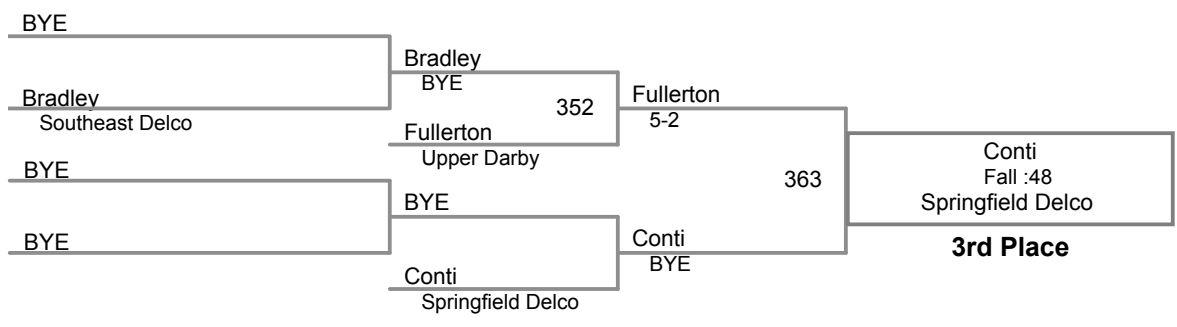 BYE
Bradley
BYE
Bradley
Southeast Delco
352
Fullerton
5-2
Fullerton
Upper Darby
BYE
363
Conti
Fall :48
Springfield Delco
BYE
BYE
Conti
BYE
3rd Place
Conti
Springfield Delco